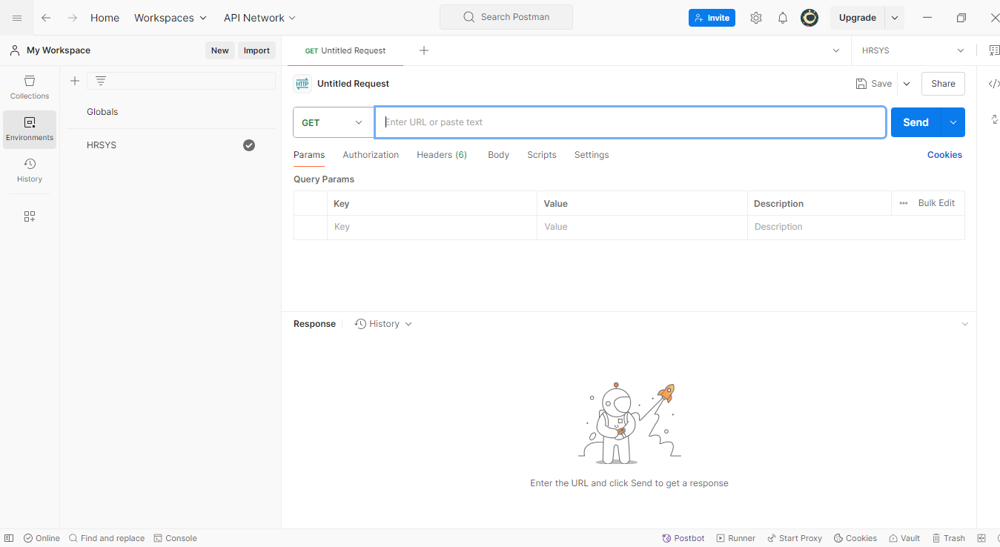 Home Workspaces API Network Search Postman Invite Upgrade
My Workspace New Import GET Untitled Request HRSYS
Collections
HTTP Untitled Request Save Share
Globals
GET Enter URL or paste text Send
Environments
HRSYS
Params Authorization Headers (6) Body Scripts Settings Cookies
History
Query Params
Key Value Description Bulk Edit
Key Value Description
Response History
Enter the URL and click Send to get a response
Online Find and replace Console Postbot Runner Start Proxy Cookies Vault Trash